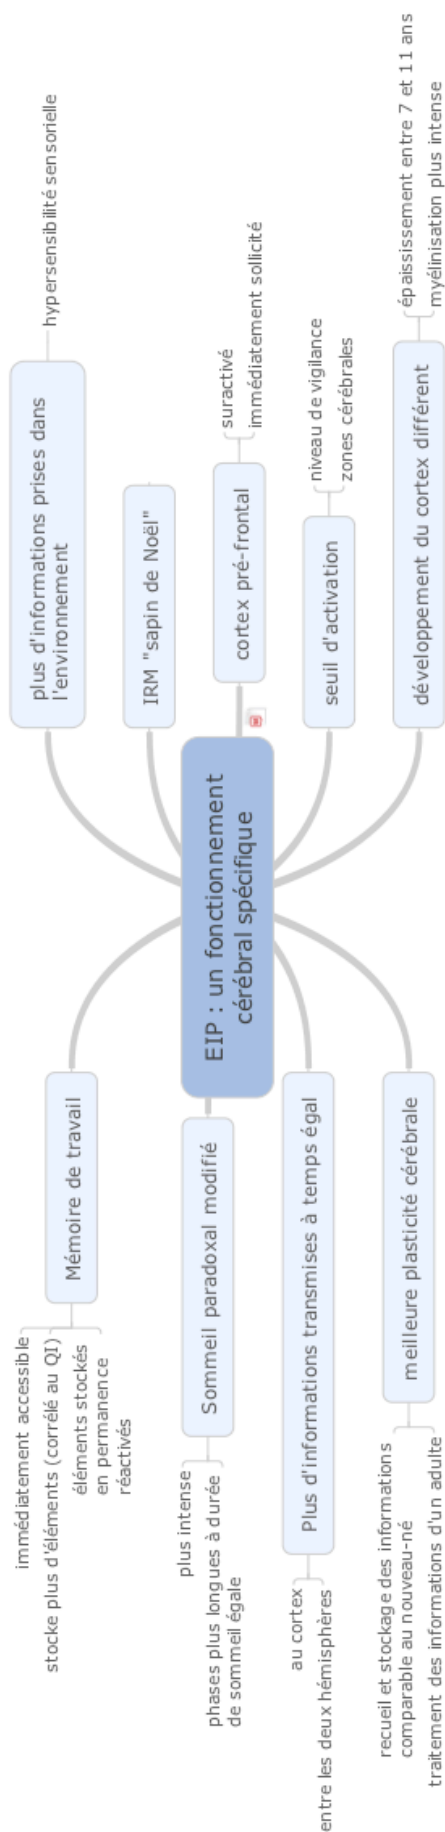 EIP : un fonctionnement
cérébral spécifique
plus d'informations prises dans
l'environnement
hypersensibilité sensorielle
IRM "sapin de Noël"
cortex pré-frontal
suractivé
immédiatement sollicité
seuil d'activation
niveau de vigilance
zones cérébrales
développement du cortex différent
épaississement entre 7 et 11 ans
myélinisation plus intense
Mémoire de travail
immédiatement accessible
stocke plus d'éléments (corrélé au QI)
éléments stockés
en permanence
réactivés
Sommeil paradoxal modifié
plus intense
phases plus longues à durée
de sommeil égale
Plus d'informations transmises à temps égal
au cortex
entre les deux hémisphères
meilleure plasticité cérébrale
recueil et stockage des informations
comparable au nouveau-né
traitement des informations d'un adulte